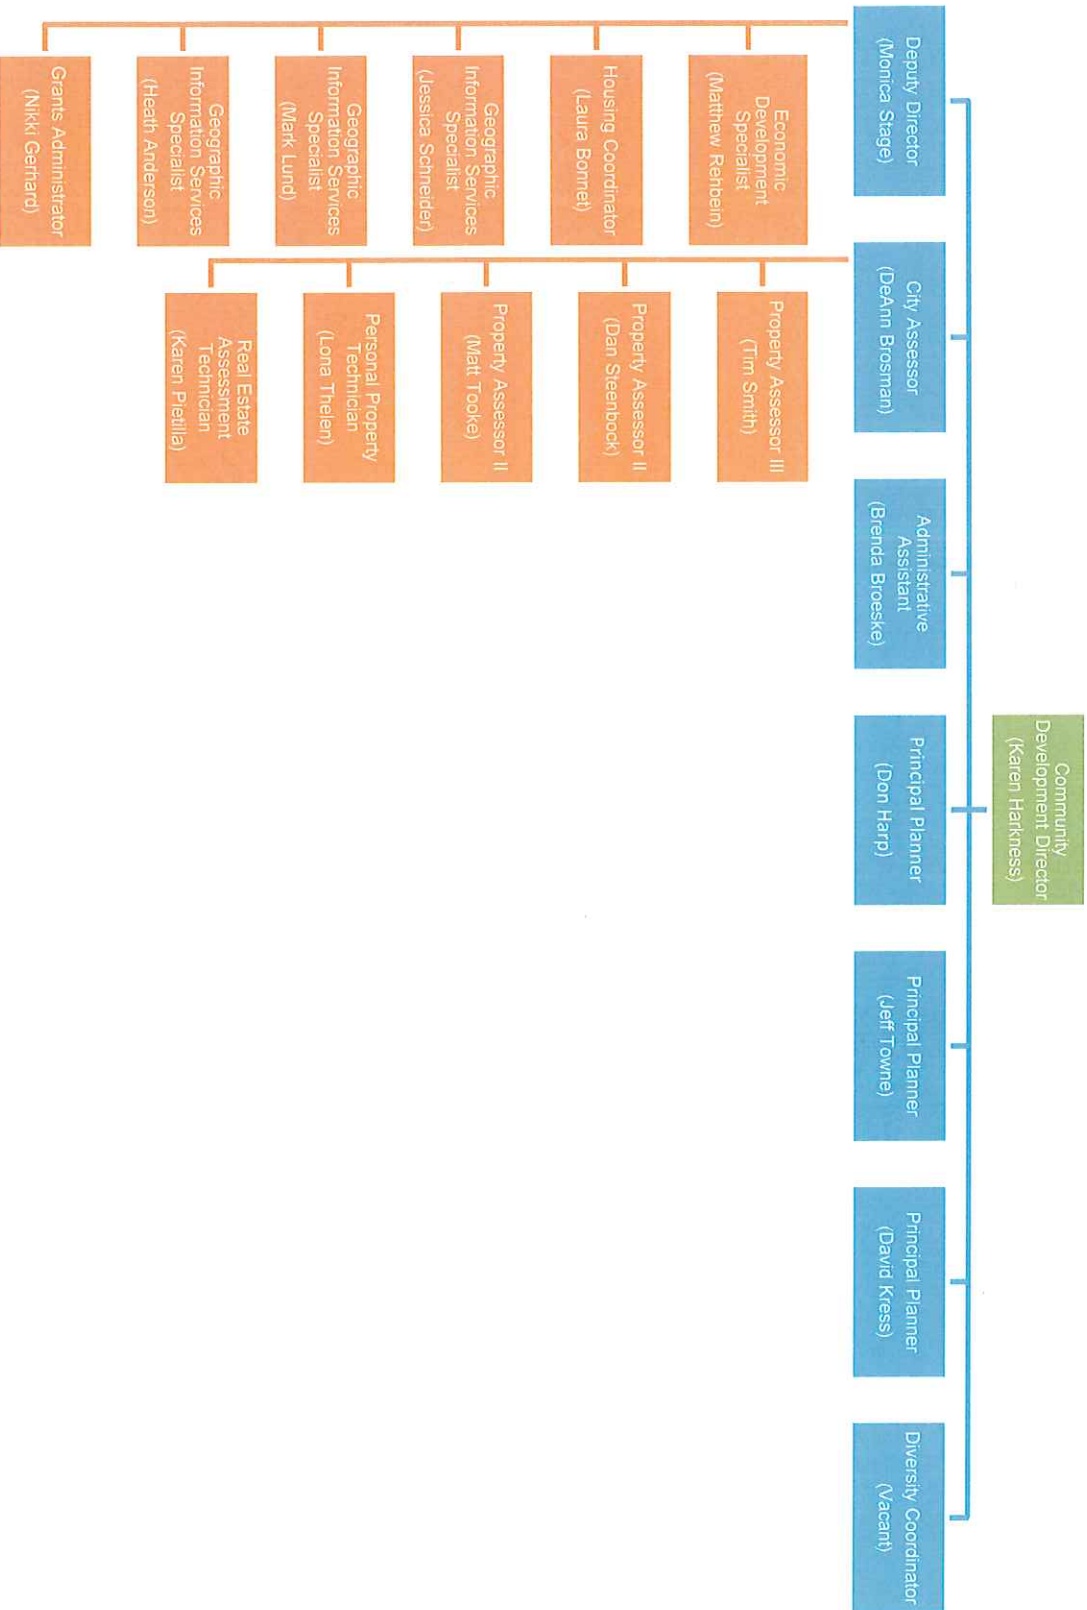 Community
Development Director
(Karen Harkness)
Deputy Director
(Monica Stage)
City Assessor
(DeAnn Brosman)
Administrative
Assistant
(Brenda Broeske)
Principal Planner
(Don Harp)
Principal Planner
(Jeff Towne)
Principal Planner
(David Kress)
Diversity Coordinator
(Vacant)
Economic
Development
Specialist
(Matthew Rehbein)
Housing Coordinator
(Laura Bonnet)
Geographic
Information Services
Specialist
(Jessica Schneider)
Geographic
Information Services
Specialist
(Mark Lund)
Geographic
Information Services
Specialist
(Heath Anderson)
Grants Administrator
(Nikki Gerhard)
Property Assessor III
(Tim Smith)
Property Assessor II
(Dan Steenbock)
Property Assessor II
(Matt Tooke)
Personal Property
Technician
(Lona Thelen)
Real Estate
Assessment
Technician
(Karen Pietilla)